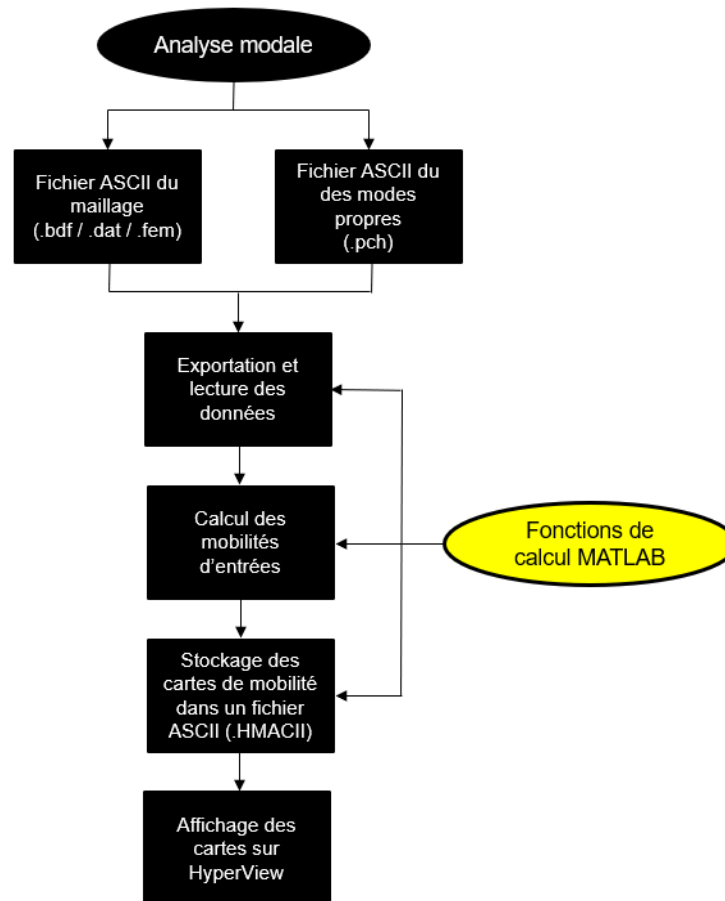 Analyse modale
Fichier ASCII du
maillage
(.bdf / .dat / .fem)
Fichier ASCII du
des modes
propres
(.pch)
Exportation et
lecture des
données
Calcul des
mobilités
d'entrées
Fonctions de
calcul MATLAB
Stockage des
cartes de mobilité
dans un fichier
ASCII (.HMACII)
Affichage des
cartes sur
HyperView